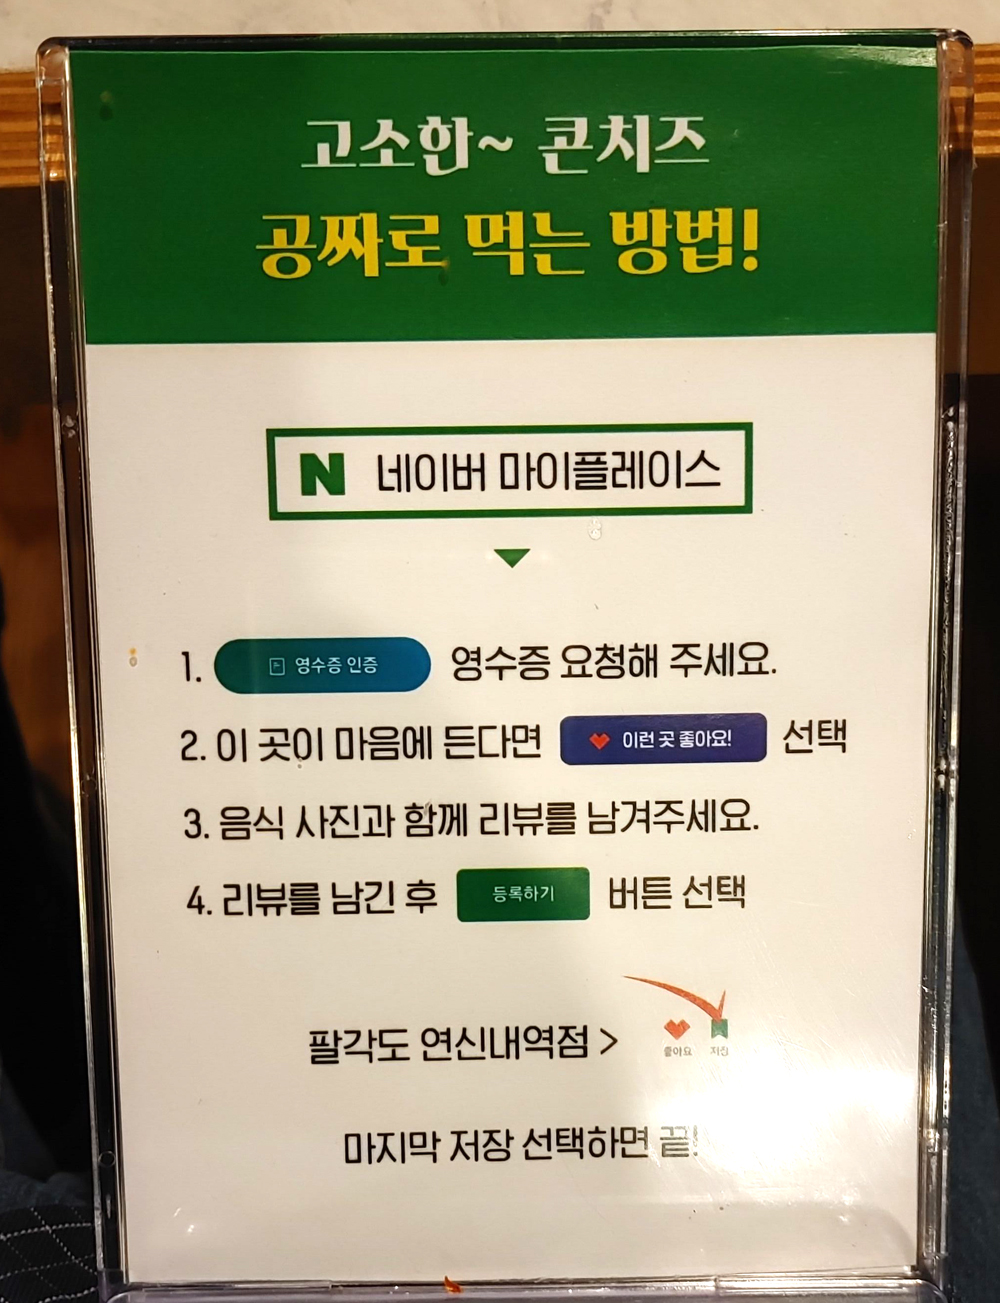 고소한~ 콘치즈
공짜로 먹는 방법!
N 네이버 마이플레이스
1. 영수증 인증 영수증 요청해 주세요.
2. 이 곳이 마음에 든다면 이런 곳 좋아요! 선택
3. 음식 사진과 함께 리뷰를 남겨주세요.
4. 리뷰를 남긴 후 등록하기 버튼 선택
팔각도 연신내역점 > 좋아요 저장
마지막 저장 선택하면 끝!